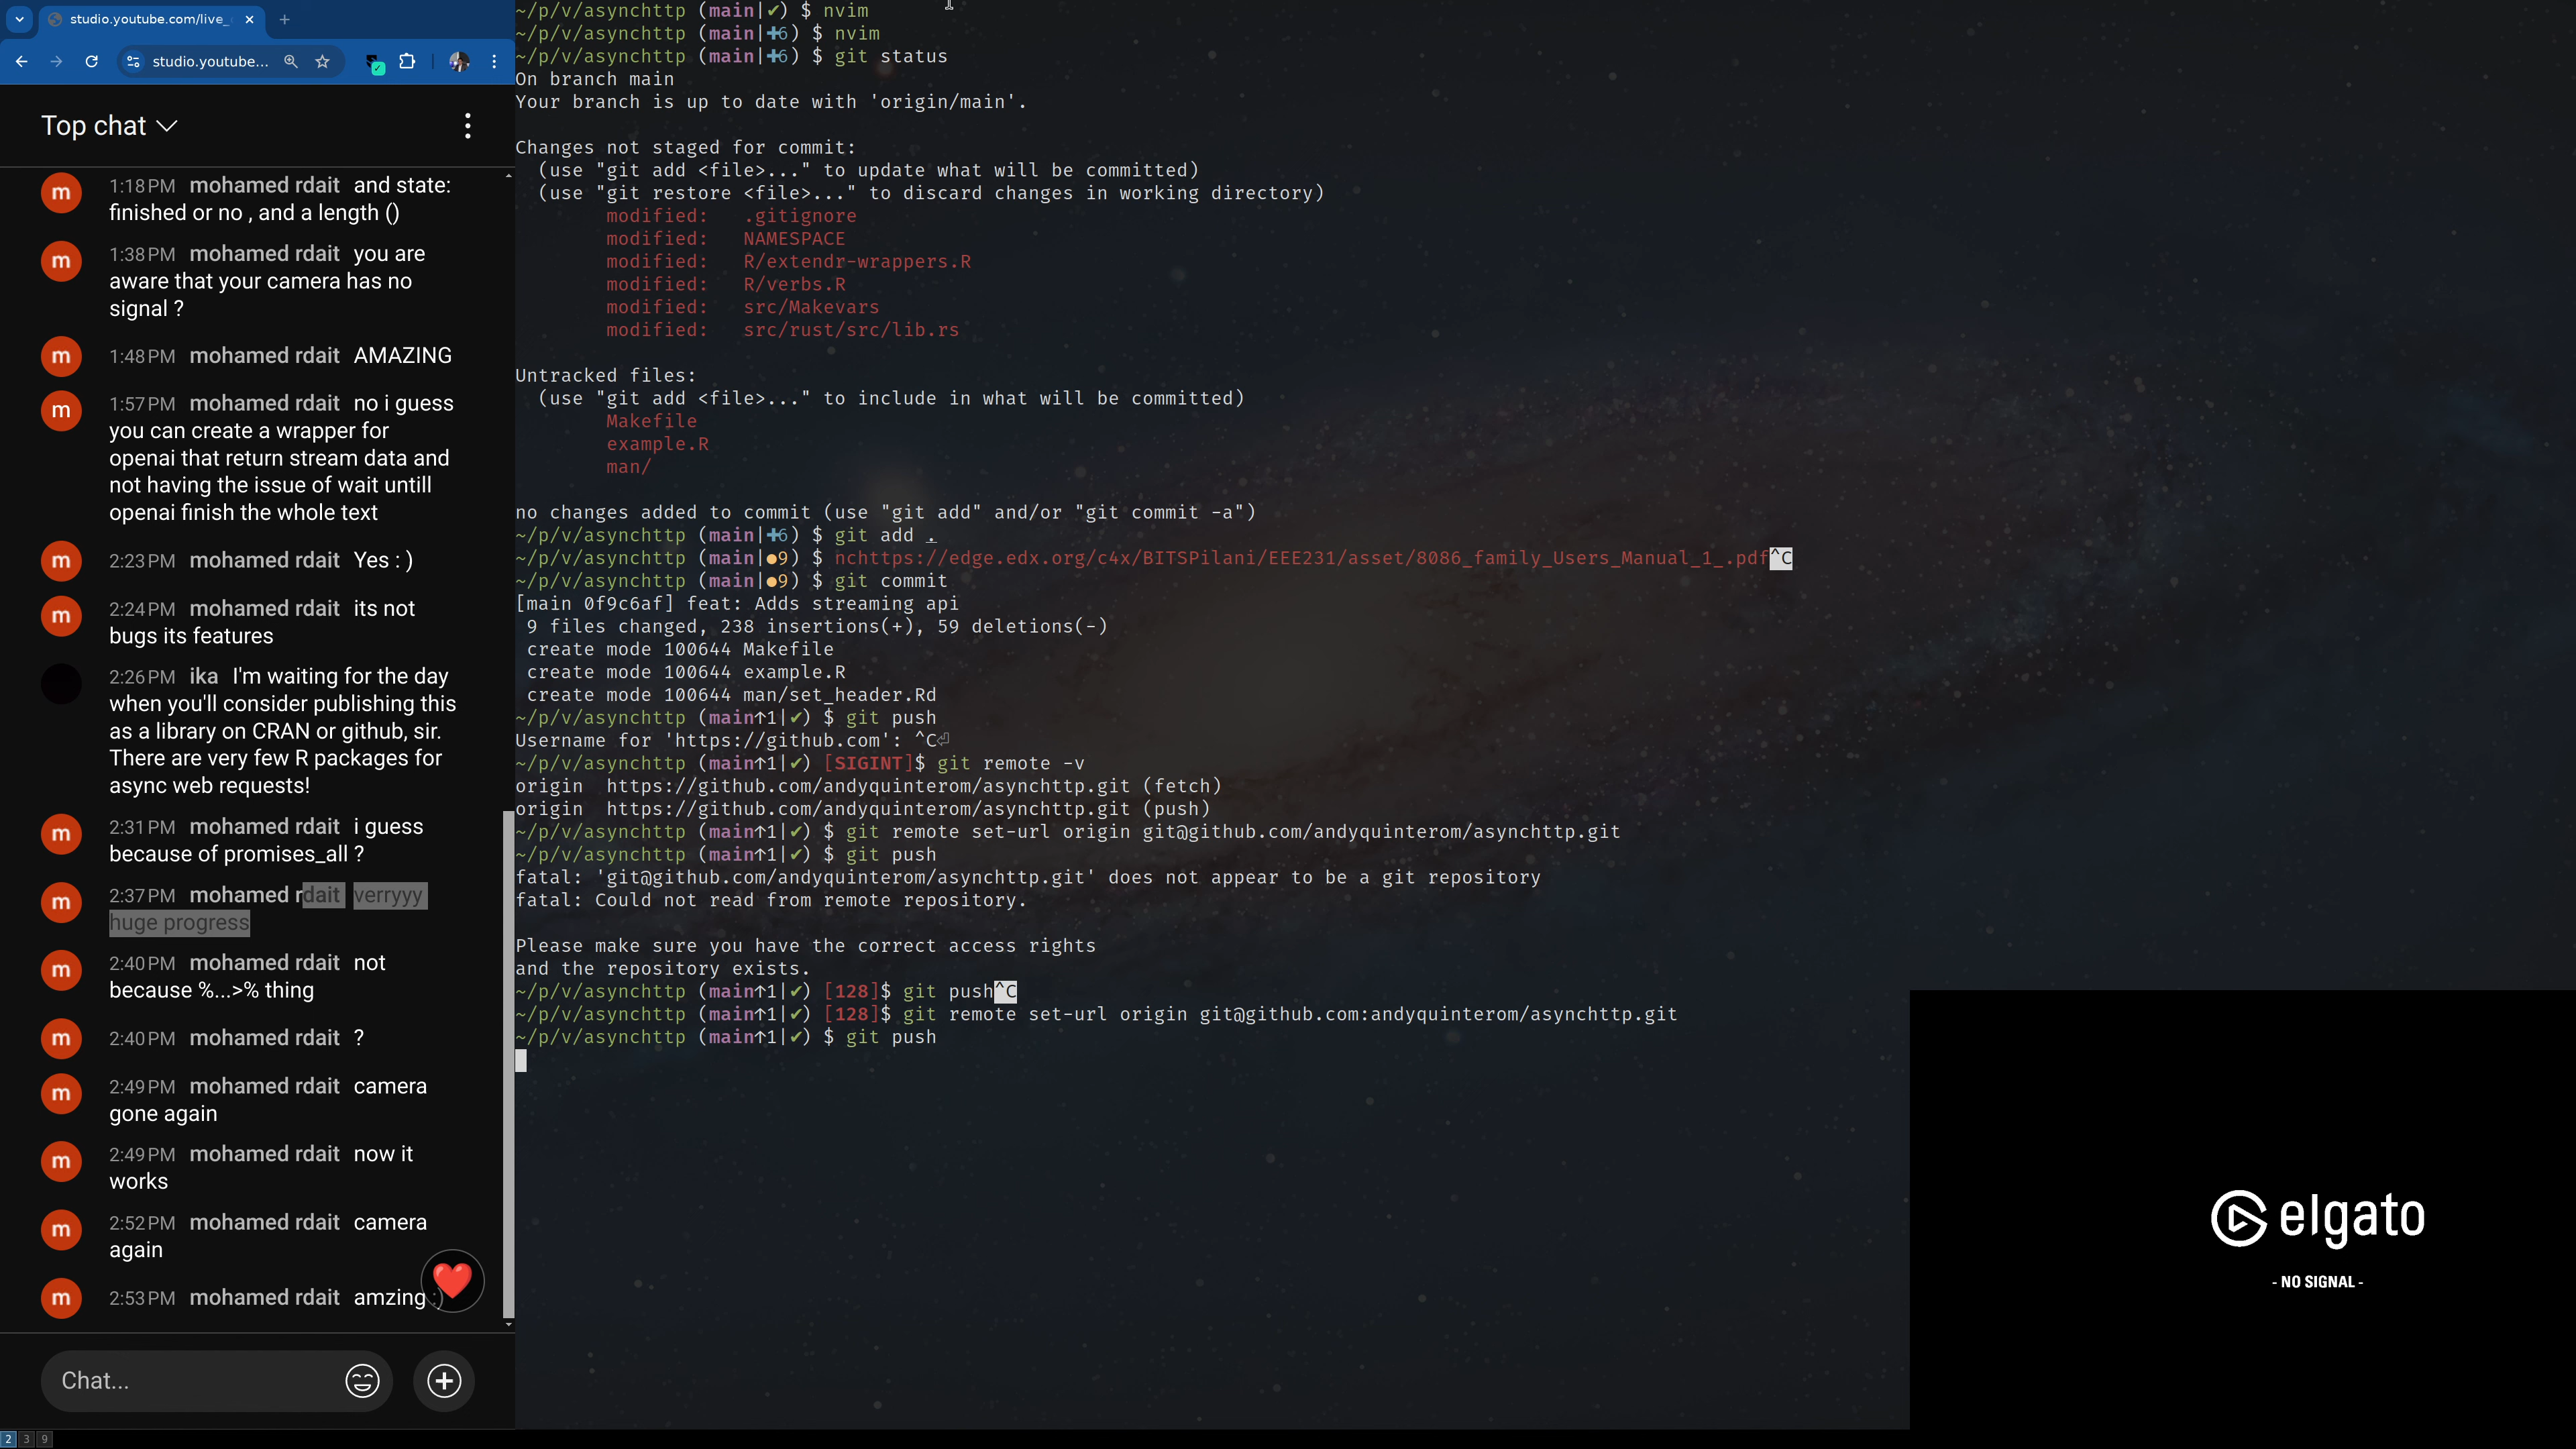 studio.youtube.com/live_
studio.youtube...
Top chat
1:18 PM mohamed rdait and state:
finished or no , and a length ()
1:38 PM mohamed rdait you are
aware that your camera has no
signal ?
1:48 PM mohamed rdait AMAZING
1:57 PM mohamed rdait no i guess
you can create a wrapper for
openai that return stream data and
not having the issue of wait untill
openai finish the whole text
2:23 PM mohamed rdait Yes : )
2:24 PM mohamed rdait its not
bugs its features
2:26 PM ika I'm waiting for the day
when you'll consider publishing this
as a library on CRAN or github, sir.
There are very few R packages for
async web requests!
2:31 PM mohamed rdait i guess
because of promises_all ?
2:37 PM mohamed rdait verryyy
huge progress
2:40 PM mohamed rdait not
because %...>% thing
2:40 PM mohamed rdait ?
2:49 PM mohamed rdait camera
gone again
2:49 PM mohamed rdait now it
works
2:52 PM mohamed rdait camera
again
2:53 PM mohamed rdait amzing :)
Chat...
2 3 9
~/p/v/asynchttp (main|✔) $ nvim
~/p/v/asynchttp (main|✚6) $ nvim
~/p/v/asynchttp (main|✚6) $ git status
On branch main
Your branch is up to date with 'origin/main'.
Changes not staged for commit:
(use "git add <file>..." to update what will be committed)
(use "git restore <file>..." to discard changes in working directory)
modified: .gitignore
modified: NAMESPACE
modified: R/extendr-wrappers.R
modified: R/verbs.R
modified: src/Makevars
modified: src/rust/src/lib.rs
Untracked files:
(use "git add <file>..." to include in what will be committed)
Makefile
example.R
man/
no changes added to commit (use "git add" and/or "git commit -a")
~/p/v/asynchttp (main|✚6) $ git add .
~/p/v/asynchttp (main|●9) $ nchttps://edge.edx.org/c4x/BITSPilani/EEE231/asset/8086_family_Users_Manual_1_.pdf^C
~/p/v/asynchttp (main|●9) $ git commit
[main 0f9c6af] feat: Adds streaming api
9 files changed, 238 insertions(+), 59 deletions(-)
create mode 100644 Makefile
create mode 100644 example.R
create mode 100644 man/set_header.Rd
~/p/v/asynchttp (main↑1|✔) $ git push
Username for 'https://github.com': ^C⏎
~/p/v/asynchttp (main↑1|✔) [SIGINT]$ git remote -v
origin https://github.com/andyquinterom/asynchttp.git (fetch)
origin https://github.com/andyquinterom/asynchttp.git (push)
~/p/v/asynchttp (main↑1|✔) $ git remote set-url origin git@github.com/andyquinterom/asynchttp.git
~/p/v/asynchttp (main↑1|✔) $ git push
fatal: 'git@github.com/andyquinterom/asynchttp.git' does not appear to be a git repository
fatal: Could not read from remote repository.
Please make sure you have the correct access rights
and the repository exists.
~/p/v/asynchttp (main↑1|✔) [128]$ git push^C
~/p/v/asynchttp (main↑1|✔) [128]$ git remote set-url origin git@github.com:andyquinterom/asynchttp.git
~/p/v/asynchttp (main↑1|✔) $ git push
elgato
- NO SIGNAL -